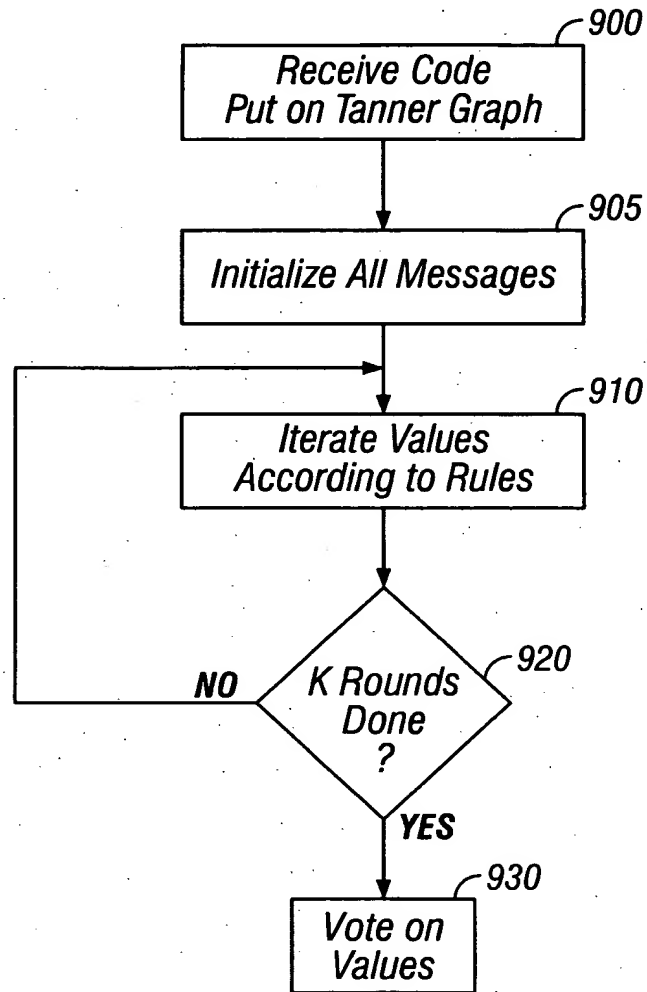 900
Receive Code
Put on Tanner Graph
905
Initialize All Messages
910
Iterate Values
According to Rules
920
NO
K Rounds
Done
?
YES
930
Vote on
Values